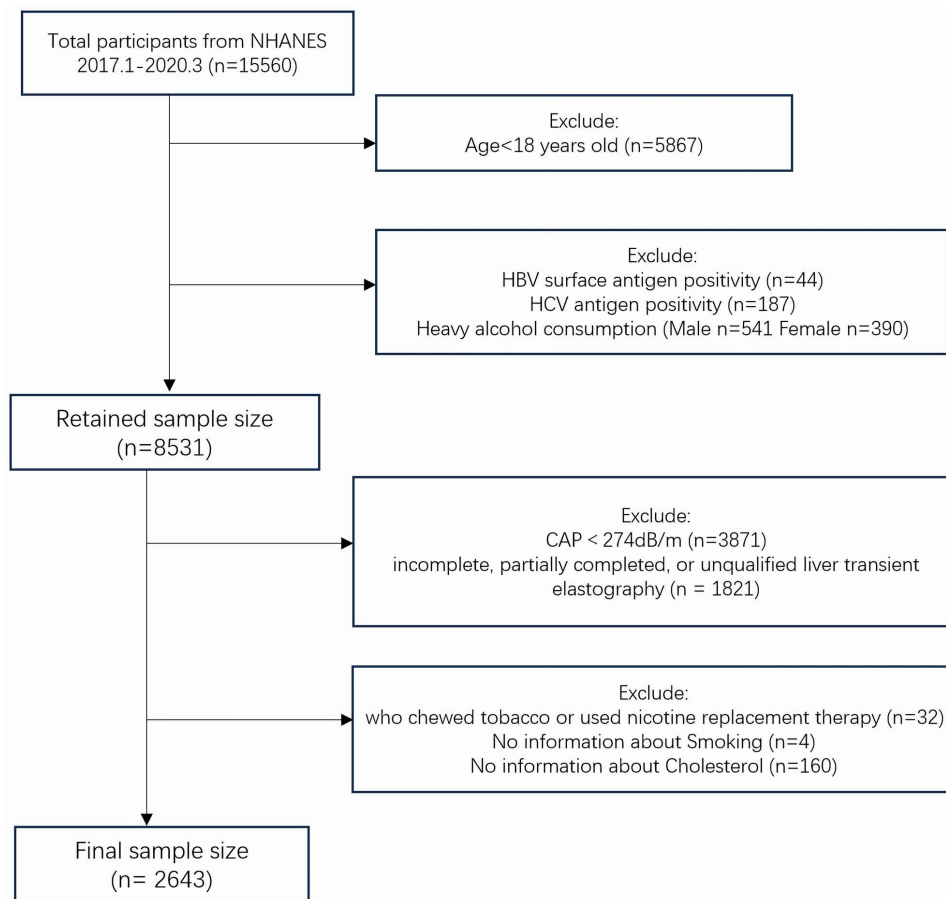 Total participants from NHANES
2017.1-2020.3 (n=15560)
Exclude:
Age<18 years old (n=5867)
Exclude:
HBV surface antigen positivity (n=44)
HCV antigen positivity (n=187)
Heavy alcohol consumption (Male n=541 Female n=390)
Retained sample size
(n=8531)
Exclude:
CAP < 274dB/m (n=3871)
incomplete, partially completed, or unqualified liver transient
elastography (n = 1821)
Exclude:
who chewed tobacco or used nicotine replacement therapy (n=32)
No information about Smoking (n=4)
No information about Cholesterol (n=160)
Final sample size
(n= 2643)